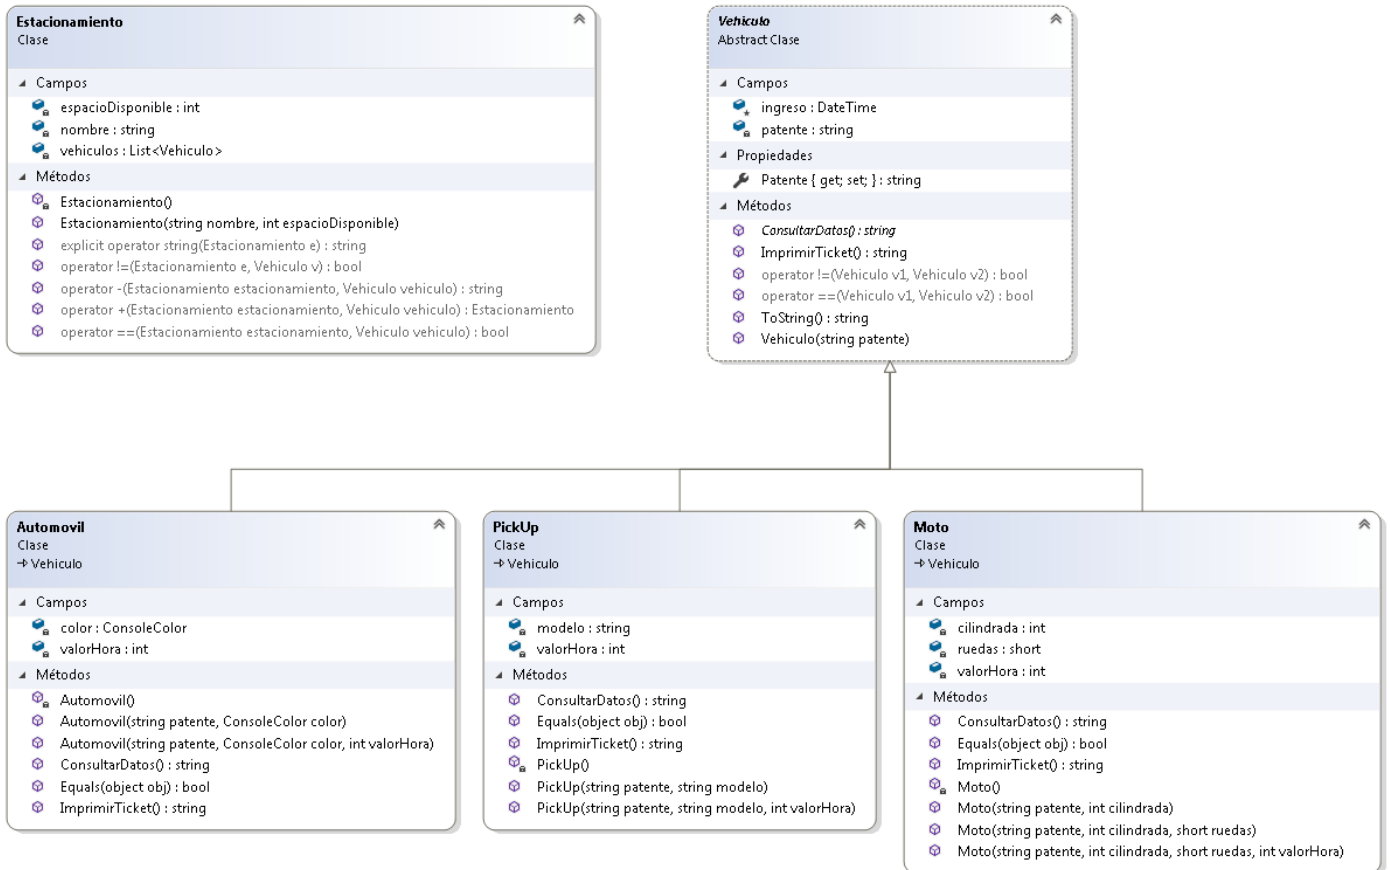 Estacionamiento
Clase
Campos
espacioDisponible : int
nombre : string
vehiculos : List<Vehiculo>
Métodos
Estacionamiento()
Estacionamiento(string nombre, int espacioDisponible)
explicit operator string(Estacionamiento e) : string
operator !=(Estacionamiento e, Vehiculo v) : bool
operator -(Estacionamiento estacionamiento, Vehiculo vehiculo) : string
operator +(Estacionamiento estacionamiento, Vehiculo vehiculo) : Estacionamiento
operator ==(Estacionamiento estacionamiento, Vehiculo vehiculo) : bool
Vehiculo
Abstract Clase
Campos
ingreso : DateTime
patente : string
Propiedades
Patente { get; set; } : string
Métodos
ConsultarDatos() : string
ImprimirTicket() : string
operator !=(Vehiculo v1, Vehiculo v2) : bool
operator ==(Vehiculo v1, Vehiculo v2) : bool
ToString() : string
Vehiculo(string patente)
Automovil
Clase
Vehiculo
Campos
color : ConsoleColor
valorHora : int
Métodos
Automovil()
Automovil(string patente, ConsoleColor color)
Automovil(string patente, ConsoleColor color, int valorHora)
ConsultarDatos() : string
Equals(object obj) : bool
ImprimirTicket() : string
PickUp
Clase
Vehiculo
Campos
modelo : string
valorHora : int
Métodos
ConsultarDatos() : string
Equals(object obj) : bool
ImprimirTicket() : string
PickUp()
PickUp(string patente, string modelo)
PickUp(string patente, string modelo, int valorHora)
Moto
Clase
Vehiculo
Campos
cilindrada : int
ruedas : short
valorHora : int
Métodos
ConsultarDatos() : string
Equals(object obj) : bool
ImprimirTicket() : string
Moto()
Moto(string patente, int cilindrada)
Moto(string patente, int cilindrada, short ruedas)
Moto(string patente, int cilindrada, short ruedas, int valorHora)